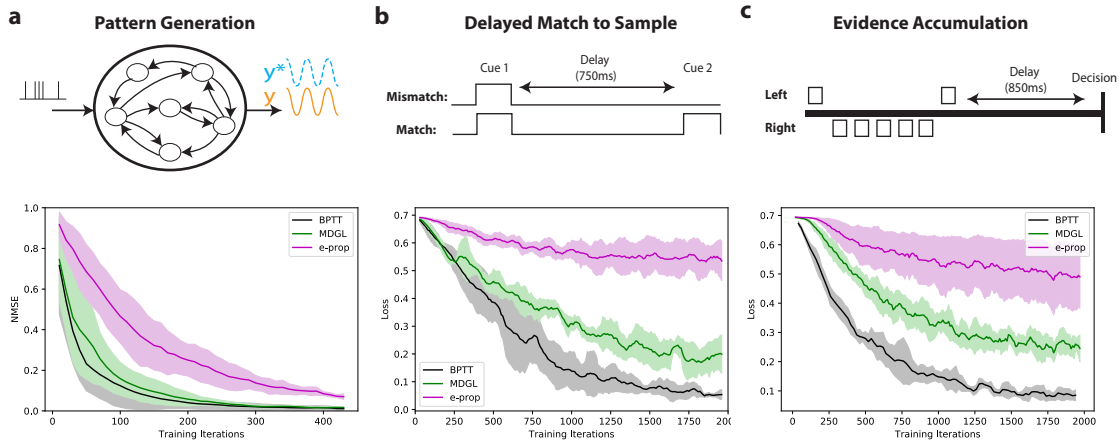 a
Pattern Generation
y*
y
1.0
0.8
0.6
0.4
0.2
0.0
NMSE
0
100
200
300
400
Training Iterations
BPTT
MDGL
e-prop
b
Delayed Match to Sample
Cue 1
Delay
(750ms)
Cue 2
Mismatch:
Match:
0.7
0.6
0.5
0.4
0.3
0.2
0.1
0.0
Loss
BPTT
MDGL
e-prop
0
250
500
750
1000
1250
1500
1750
2000
Training Iterations
c
Evidence Accumulation
Left
Right
Delay
(850ms)
Decision
0.7
0.6
0.5
0.4
0.3
0.2
0.1
Loss
BPTT
MDGL
e-prop
0
250
500
750
1000
1250
1500
1750
2000
Training Iterations